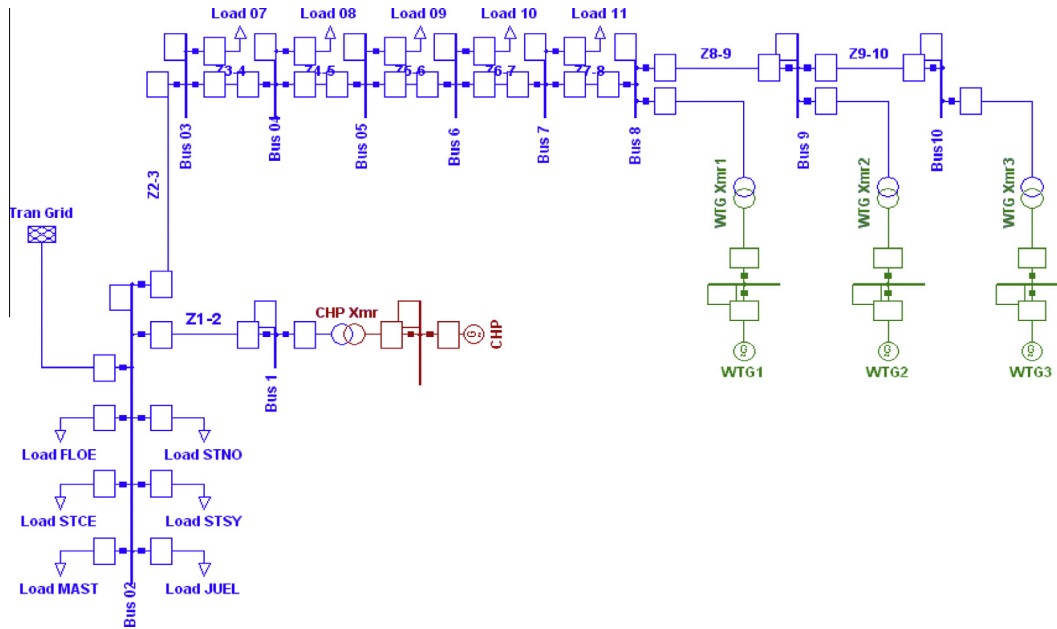 Load 07
Load 08
Load 09
Load 10
Load 11
Z3-4
Z4-5
Z5-6
Z6-7
Z7-8
Z8-9
Z9-10
Bus 03
Bus 04
Bus 05
Bus 6
Bus 7
Bus 8
Bus 9
Bus10
Z2-3
WTG Xmr1
WTG Xmr2
WTG Xmr3
Tran Grid
Z1-2
CHP Xmr
CHP
Bus 1
WTG1
WTG2
WTG3
Load FLOE
Load STNO
Load STCE
Load STSY
Load MAST
Load JUEL
Bus 02